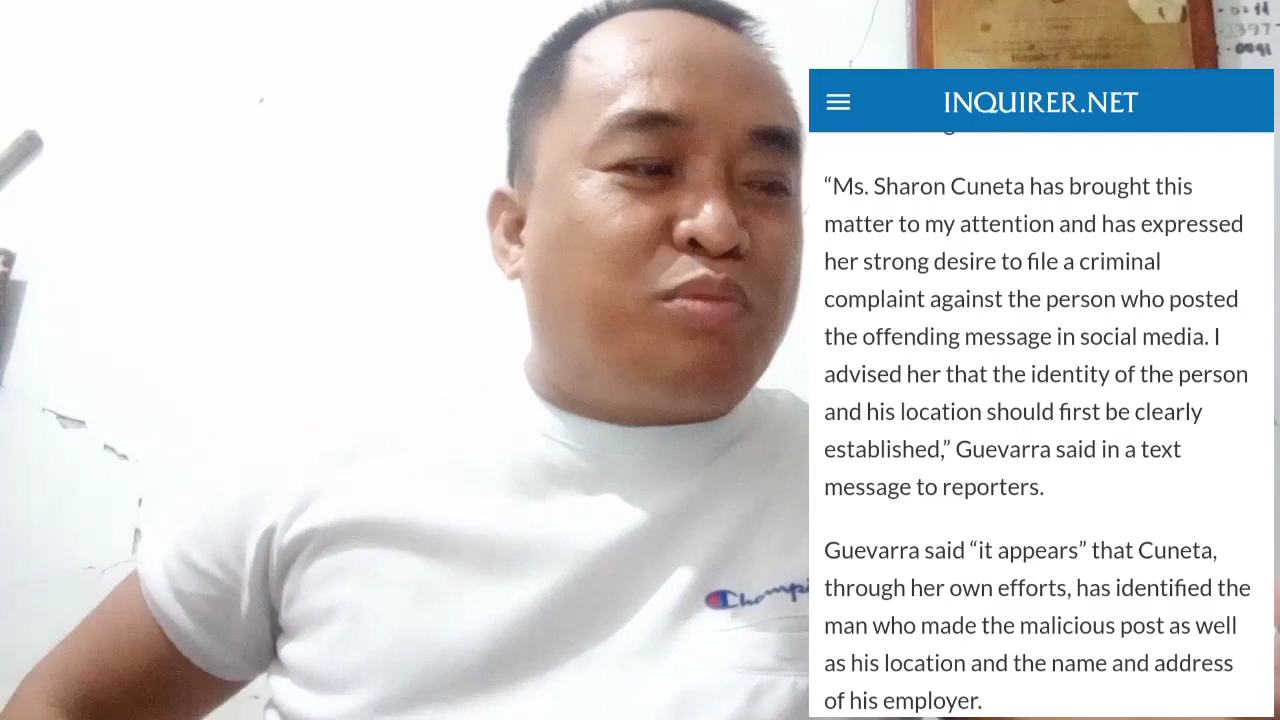 - 0211
- 1397
- 0091
INQUIRER.NET
“Ms. Sharon Cuneta has brought this
matter to my attention and has expressed
her strong desire to file a criminal
complaint against the person who posted
the offending message in social media. I
advised her that the identity of the person
and his location should first be clearly
established,” Guevarra said in a text
message to reporters.
Guevarra said “it appears” that Cuneta,
through her own efforts, has identified the
man who made the malicious post as well
as his location and the name and address
of his employer.
Champi